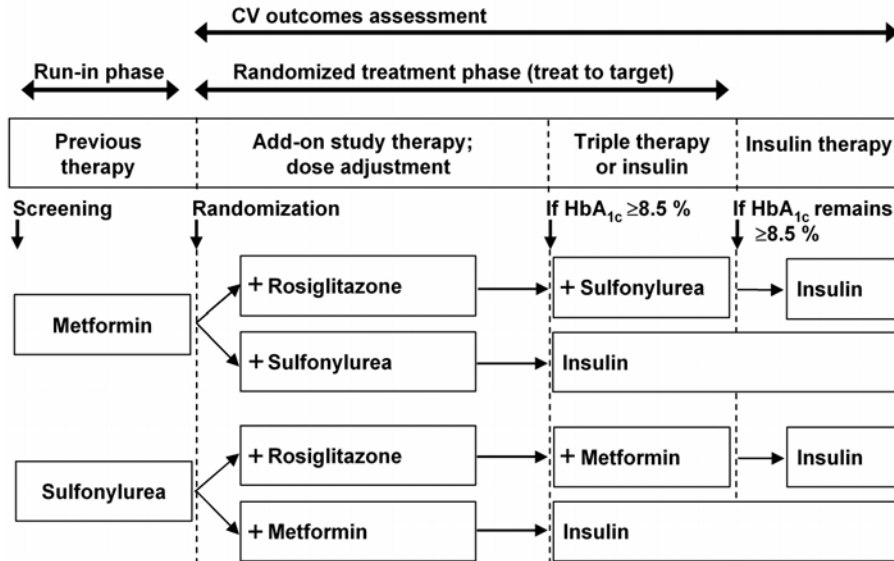 CV outcomes assessment
Run-in phase
Randomized treatment phase (treat to target)
Previous
therapy
Add-on study therapy;
dose adjustment
Triple therapy
or insulin
Insulin therapy
Screening
Randomization
If HbA1c ≥8.5 %
If HbA1c remains
≥8.5 %
Metformin
+ Rosiglitazone
+ Sulfonylurea
Insulin
+ Sulfonylurea
Insulin
Sulfonylurea
+ Rosiglitazone
+ Metformin
Insulin
+ Metformin
Insulin